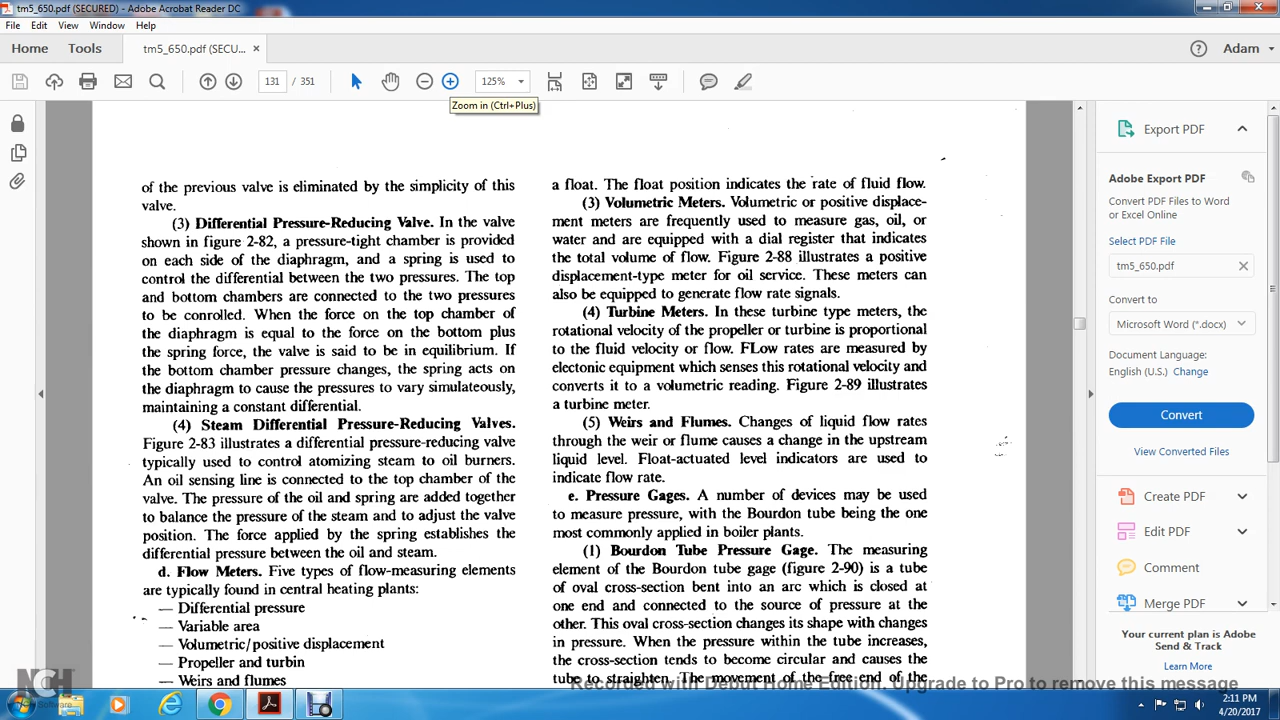 tm5_650.pdf (SECURED) - Adobe Acrobat Reader DC
File Edit View Window Help
Home Tools tm5_650.pdf (SECU... × Adam
131 / 351 125%
Zoom in (Ctrl+Plus)
of the previous valve is eliminated by the simplicity of this
valve.
(3) Differential Pressure-Reducing Valve. In the valve
shown in figure 2-82, a pressure-tight chamber is provided
on each side of the diaphragm, and a spring is used to
control the differential between the two pressures. The top
and bottom chambers are connected to the two pressures
to be conrolled. When the force on the top chamber of
the diaphragm is equal to the force on the bottom plus
the spring force, the valve is said to be in equilibrium. If
the bottom chamber pressure changes, the spring acts on
the diaphragm to cause the pressures to vary simulateously,
maintaining a constant differential.
(4) Steam Differential Pressure-Reducing Valves.
Figure 2-83 illustrates a differential pressure-reducing valve
typically used to control atomizing steam to oil burners.
An oil sensing line is connected to the top chamber of the
valve. The pressure of the oil and spring are added together
to balance the pressure of the steam and to adjust the valve
position. The force applied by the spring establishes the
differential pressure between the oil and steam.
d. Flow Meters. Five types of flow-measuring elements
are typically found in central heating plants:
— Differential pressure
— Variable area
— Volumetric/positive displacement
— Propeller and turbin
— Weirs and flumes
a float. The float position indicates the rate of fluid flow.
(3) Volumetric Meters. Volumetric or positive displace-
ment meters are frequently used to measure gas, oil, or
water and are equipped with a dial register that indicates
the total volume of flow. Figure 2-88 illustrates a positive
displacement-type meter for oil service. These meters can
also be equipped to generate flow rate signals.
(4) Turbine Meters. In these turbine type meters, the
rotational velocity of the propeller or turbine is proportional
to the fluid velocity or flow. FLow rates are measured by
electonic equipment which senses this rotational velocity and
converts it to a volumetric reading. Figure 2-89 illustrates
a turbine meter.
(5) Weirs and Flumes. Changes of liquid flow rates
through the weir or flume causes a change in the upstream
liquid level. Float-actuated level indicators are used to
indicate flow rate.
e. Pressure Gages. A number of devices may be used
to measure pressure, with the Bourdon tube being the one
most commonly applied in boiler plants.
(1) Bourdon Tube Pressure Gage. The measuring
element of the Bourdon tube gage (figure 2-90) is a tube
of oval cross-section bent into an arc which is closed at
one end and connected to the source of pressure at the
other. This oval cross-section changes its shape with changes
in pressure. When the pressure within the tube increases,
the cross-section tends to become circular and causes the
tube to straighten. The movement of the free end of the
Export PDF
Adobe Export PDF
Convert PDF Files to Word
or Excel Online
Select PDF File
tm5_650.pdf ×
Convert to
Microsoft Word (*.docx)
Document Language:
English (U.S.) Change
Convert
View Converted Files
Create PDF
Edit PDF
Comment
Merge PDF
Your current plan is Adobe
Send & Track
Learn More
NCH
Software
Recorded with Debut Home Edition. Upgrade to Pro to remove this message
2:11 PM
4/20/2017